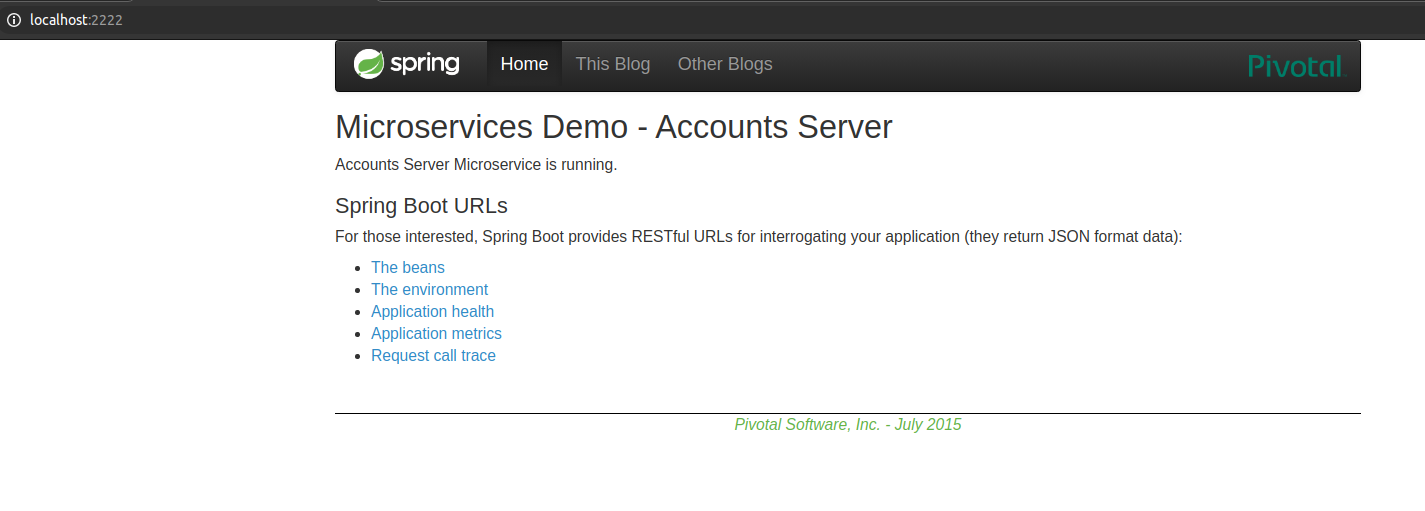 localhost:2222
spring Home This Blog Other Blogs Pivotal
Microservices Demo - Accounts Server
Accounts Server Microservice is running.
Spring Boot URLs
For those interested, Spring Boot provides RESTful URLs for interrogating your application (they return JSON format data):
The beans
The environment
Application health
Application metrics
Request call trace
Pivotal Software, Inc. - July 2015